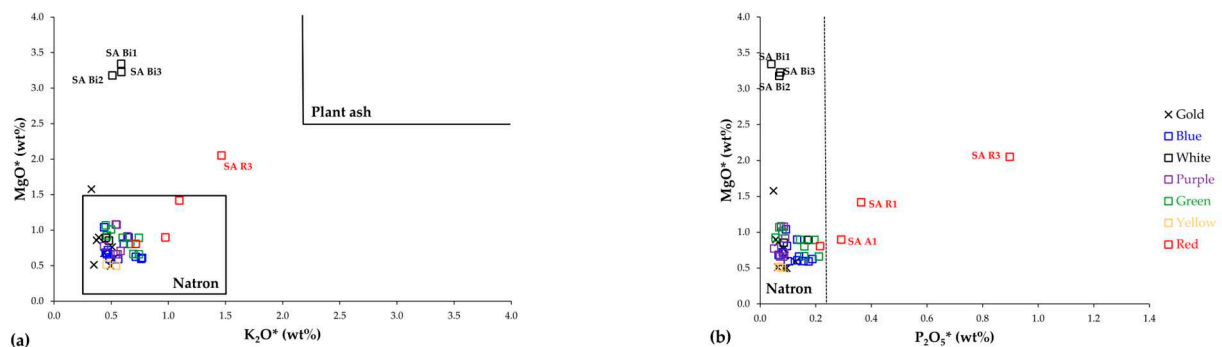 4.0
3.5
3.0
2.5
2.0
1.5
1.0
0.5
0.0
MgO* (wt%)
SA Bi1
SA Bi2
SA Bi3
Plant ash
SA R3
Natron
0.0 0.5 1.0 1.5 2.0 2.5 3.0 3.5 4.0
(a)
K₂O* (wt%)
4.0
3.5
3.0
2.5
2.0
1.5
1.0
0.5
0.0
MgO* (wt%)
SA Bi1
SA Bi3
SA Bi2
SA R3
SA R1
SA A1
Natron
0.0 0.2 0.4 0.6 0.8 1.0 1.2 1.4
(b)
P₂O₅* (wt%)
Gold
Blue
White
Purple
Green
Yellow
Red